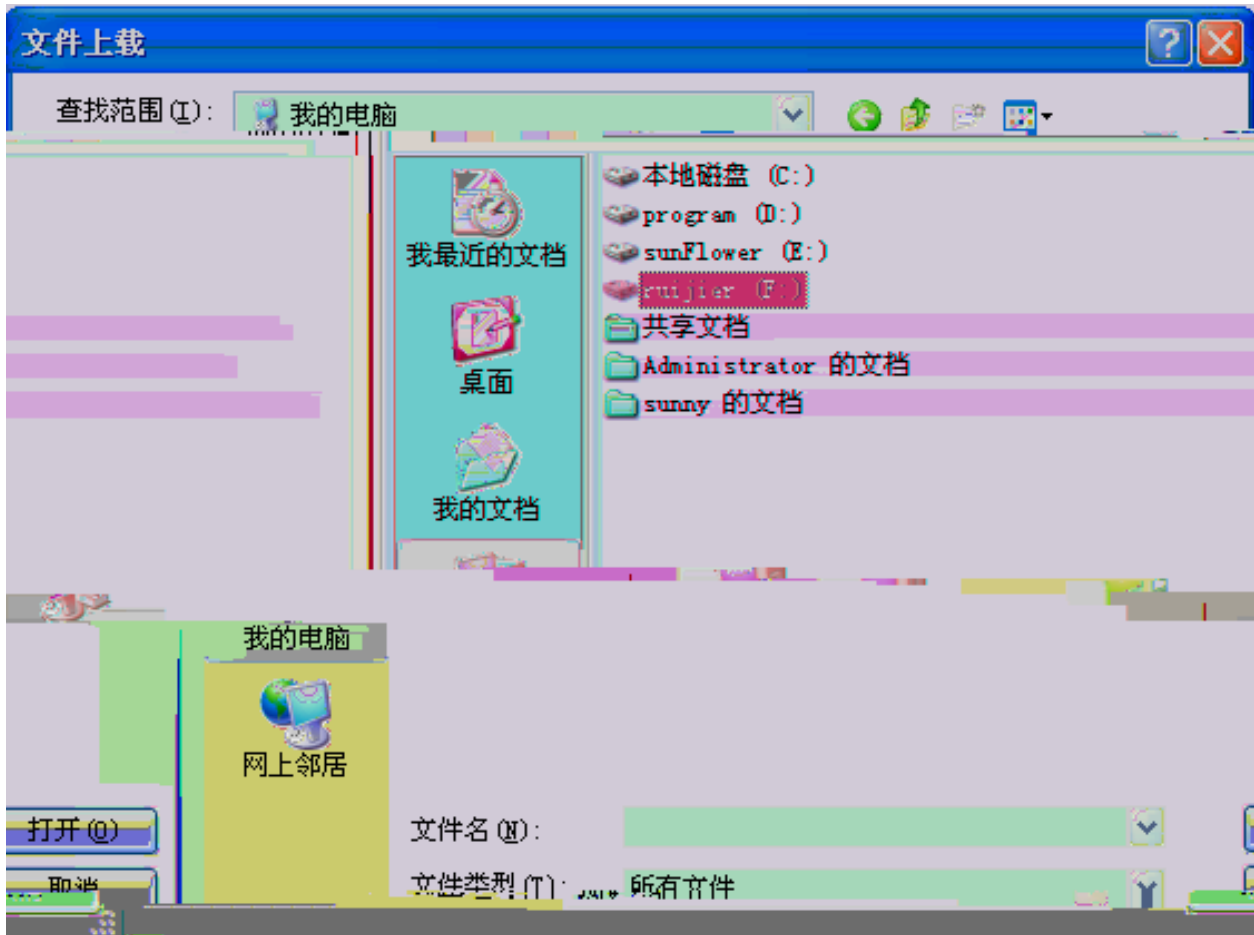 文件上载
查找范围(I): 我的电脑
我最近的文档
桌面
我的文档
本地磁盘 (C:)
program (D:)
sunFlower (E:)
ruijier (F:)
共享文档
Administrator 的文档
sunny 的文档
我的电脑
网上邻居
文件名(N):
打开(O)
文件类型(T): 所有文件
取消